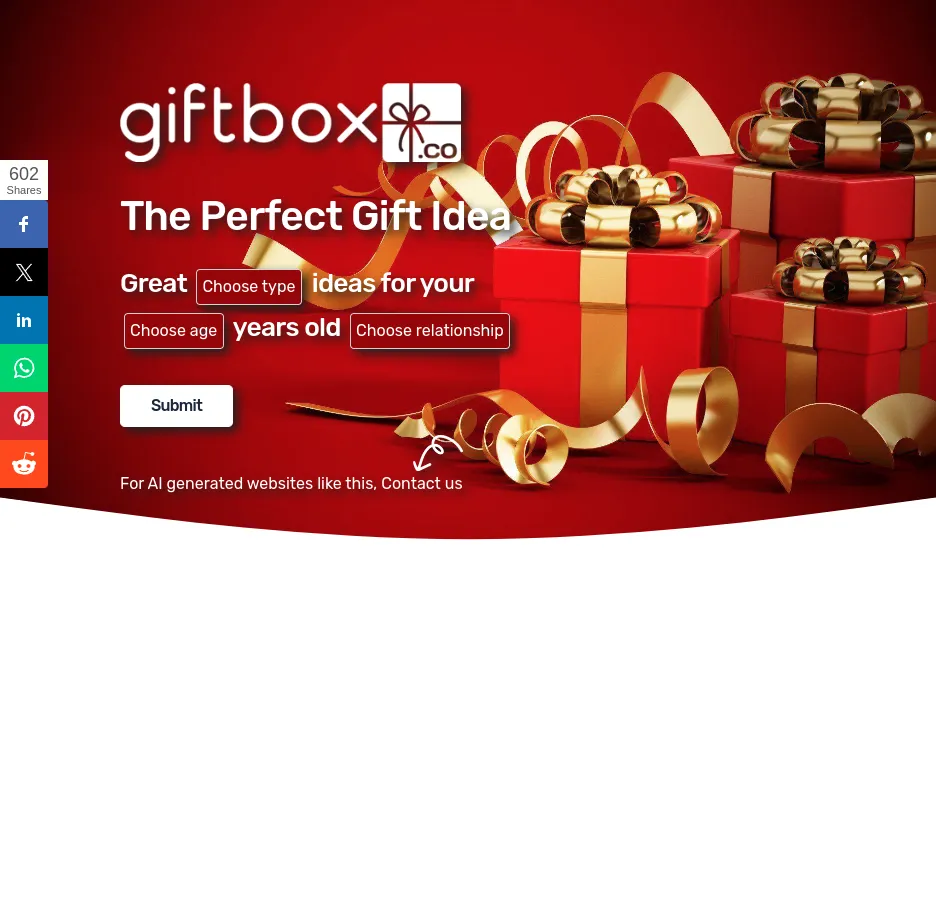 giftbox.co
602
Shares
The Perfect Gift Idea
Great Choose type ideas for your
Choose age years old Choose relationship
Submit
For AI generated websites like this, Contact us